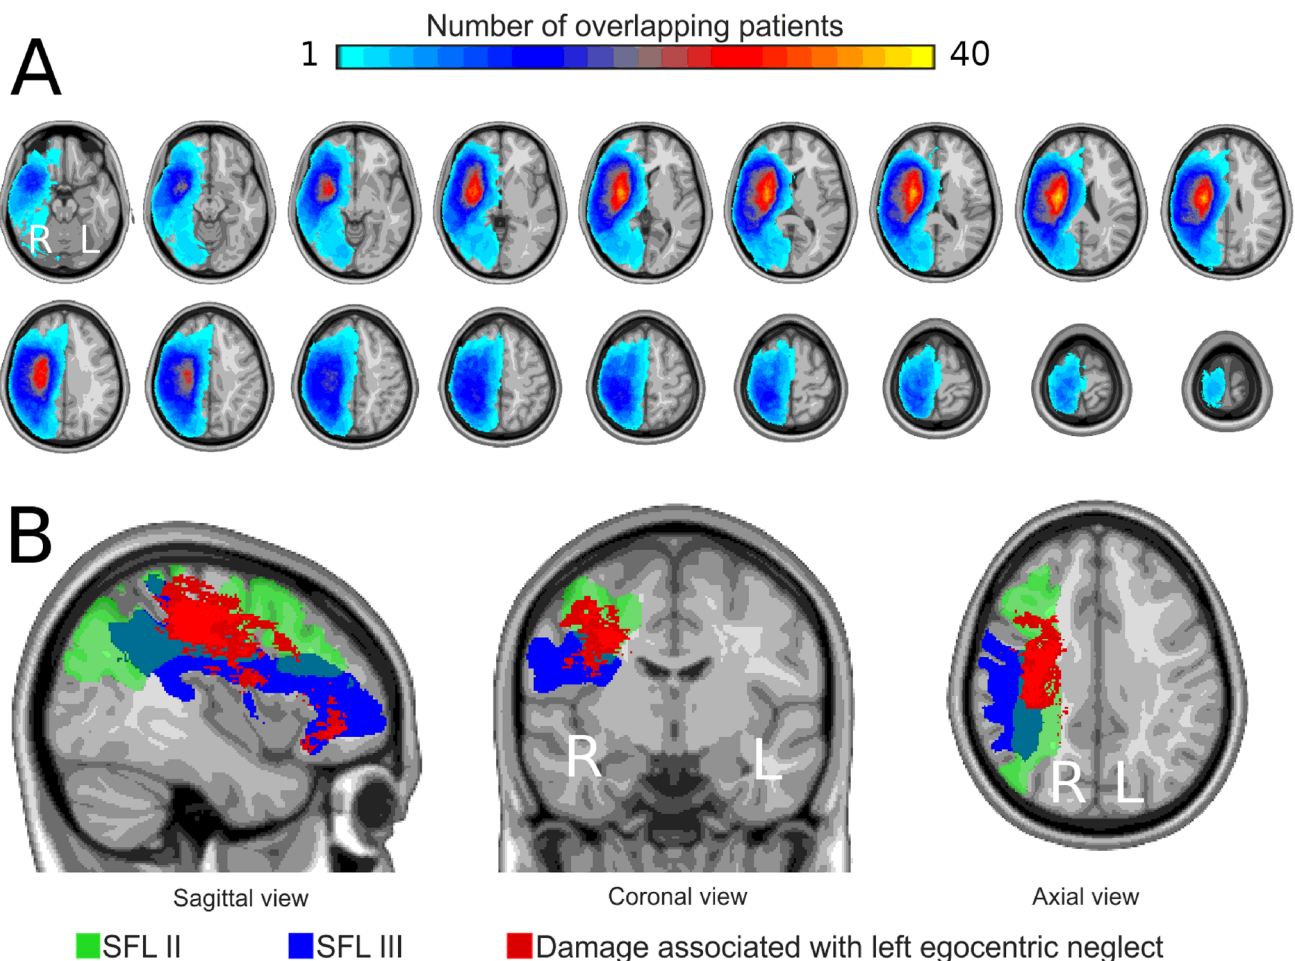 Number of overlapping patients
1 40
A
R L
B
R L R L
Sagittal view Coronal view Axial view
SFL II SFL III Damage associated with left egocentric neglect